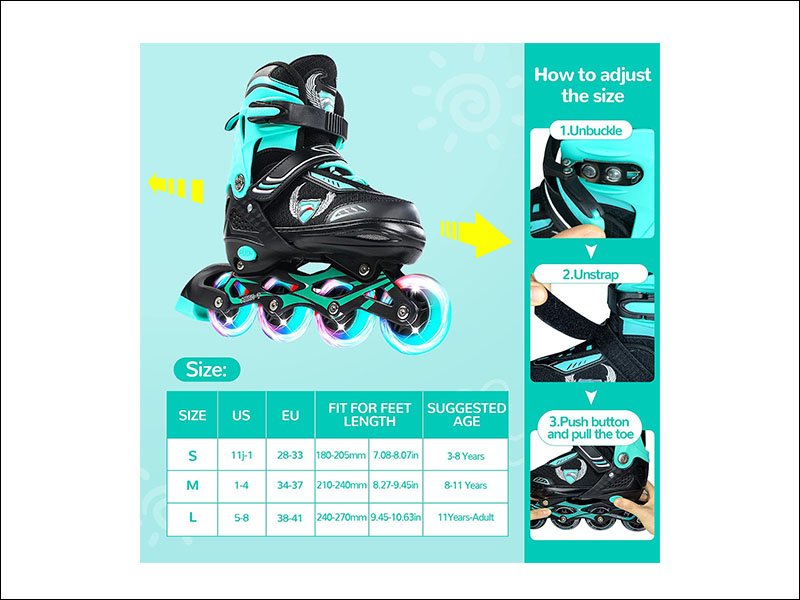 How to adjust
the size
1.Unbuckle
2.Unstrap
3.Push button
and pull the toe
Size:
SIZE US EU FIT FOR FEET LENGTH SUGGESTED AGE
S 11j-1 28-33 180-205mm 7.08-8.07in 3-8 Years
M 1-4 34-37 210-240mm 8.27-9.45in 8-11 Years
L 5-8 38-41 240-270mm 9.45-10.63in 11Years-Adult